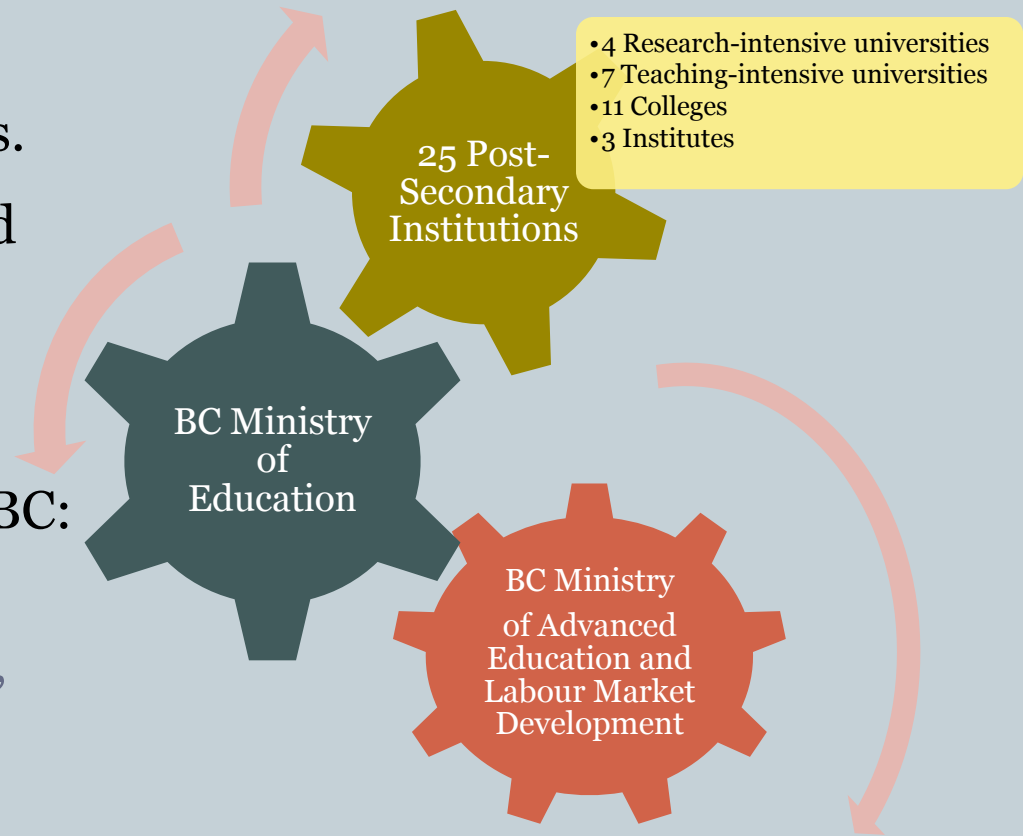 s.
d
BC:
,
25 Post-
Secondary
Institutions
•4 Research-intensive universities
•7 Teaching-intensive universities
•11 Colleges
•3 Institutes
BC Ministry
of
Education
BC Ministry
of Advanced
Education and
Labour Market
Development